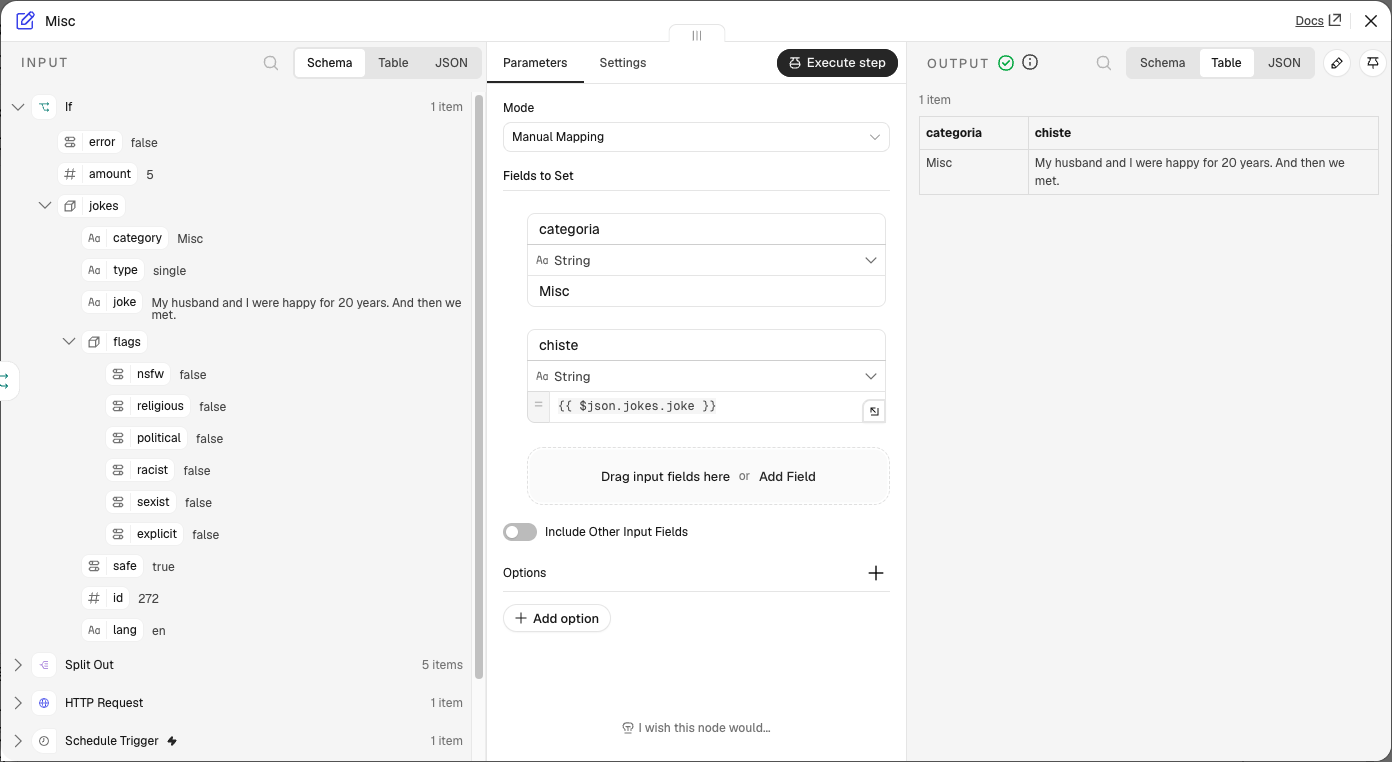 Misc
Docs
INPUT
Schema
Table
JSON
If
1 item
error
false
# amount
5
jokes
Aa category
Misc
Aa type
single
Aa joke
My husband and I were happy for 20 years. And then we
met.
flags
nsfw
false
religious
false
political
false
racist
false
sexist
false
explicit
false
safe
true
# id
272
Aa lang
en
Split Out
5 items
HTTP Request
1 item
Schedule Trigger
1 item
Parameters
Settings
Execute step
Mode
Manual Mapping
Fields to Set
categoria
Aa String
Misc
chiste
Aa String
= {{ $json.jokes.joke }}
Drag input fields here or Add Field
Include Other Input Fields
Options
Add option
I wish this node would...
OUTPUT
Schema
Table
JSON
1 item
categoria
chiste
Misc
My husband and I were happy for 20 years. And then we
met.